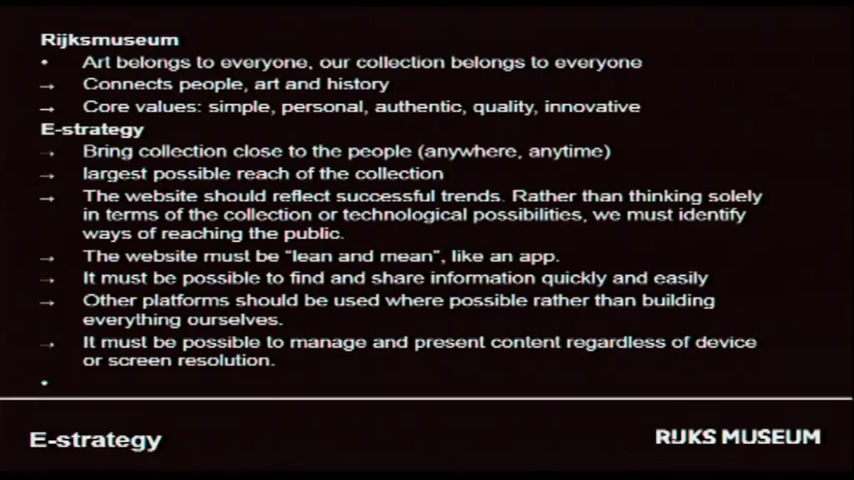 Rijksmuseum
• Art belongs to everyone, our collection belongs to everyone
→ Connects people, art and history
→ Core values: simple, personal, authentic, quality, innovative
E-strategy
→ Bring collection close to the people (anywhere, anytime)
→ largest possible reach of the collection
→ The website should reflect successful trends. Rather than thinking solely
in terms of the collection or technological possibilities, we must identify
ways of reaching the public.
→ The website must be “lean and mean”, like an app.
→ It must be possible to find and share information quickly and easily
→ Other platforms should be used where possible rather than building
everything ourselves.
→ It must be possible to manage and present content regardless of device
or screen resolution.
•
E-strategy
RIJKS MUSEUM